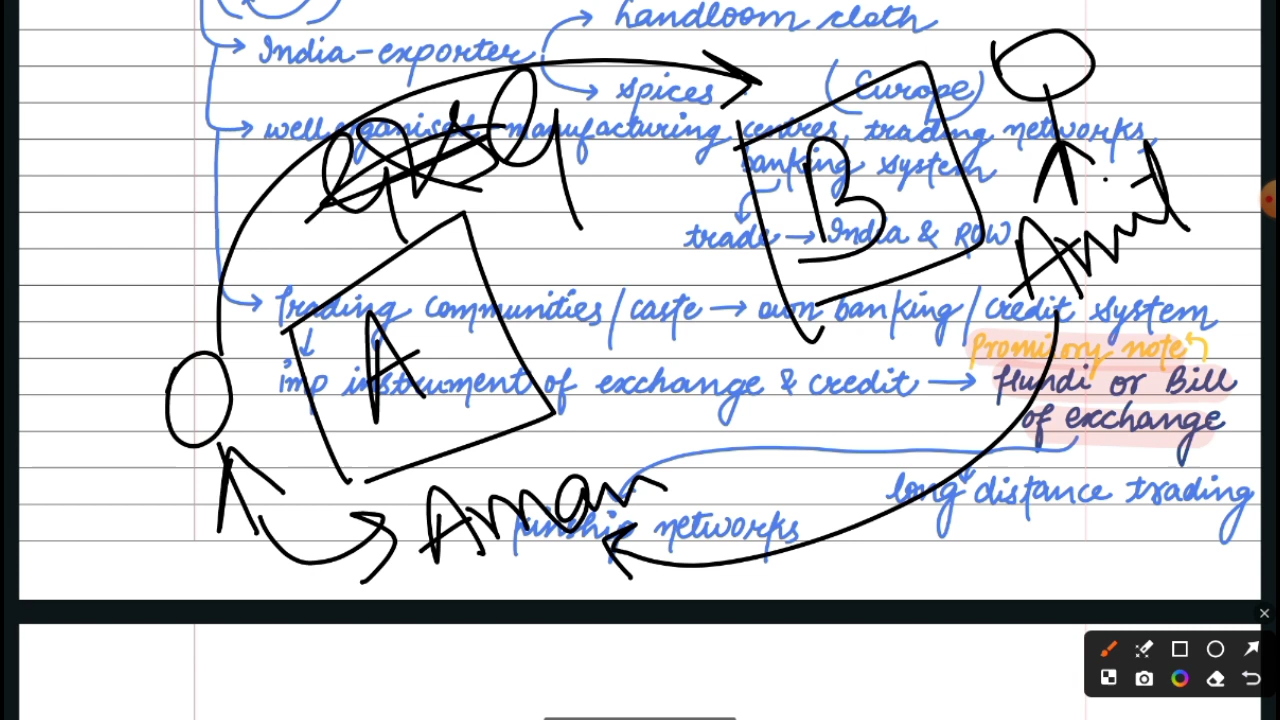 handloom cloth
India-exporter
spices
(Europe)
well organised manufacturing centres, trading networks,
banking system
B
trade → India & ROW
Amit
Trading communities/caste → own banking/credit system
Promisory note
A
imp instrument of exchange & credit → Hundi or Bill
of exchange
long distance trading
Aman
kinship networks